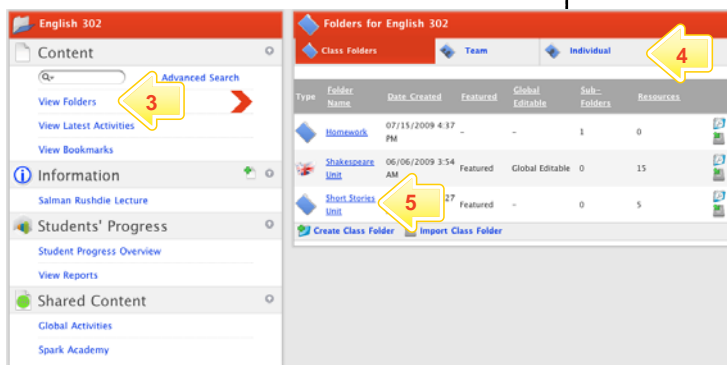 English 302
Content
Advanced Search
View Folders
3
View Latest Activities
View Bookmarks
Information
Salman Rushdie Lecture
Students' Progress
Student Progress Overview
View Reports
Shared Content
Global Activities
Spark Academy
Folders for English 302
Class Folders Team Individual
4
Type Folder Name Date Created Featured Global Editable Sub-Folders Resources
Homework 07/15/2009 4:37 PM - - 1 0
Shakespeare Unit 06/06/2009 3:54 AM Featured Global Editable 0 15
Short Stories Unit 5 27 Featured - 0 5
Create Class Folder Import Class Folder